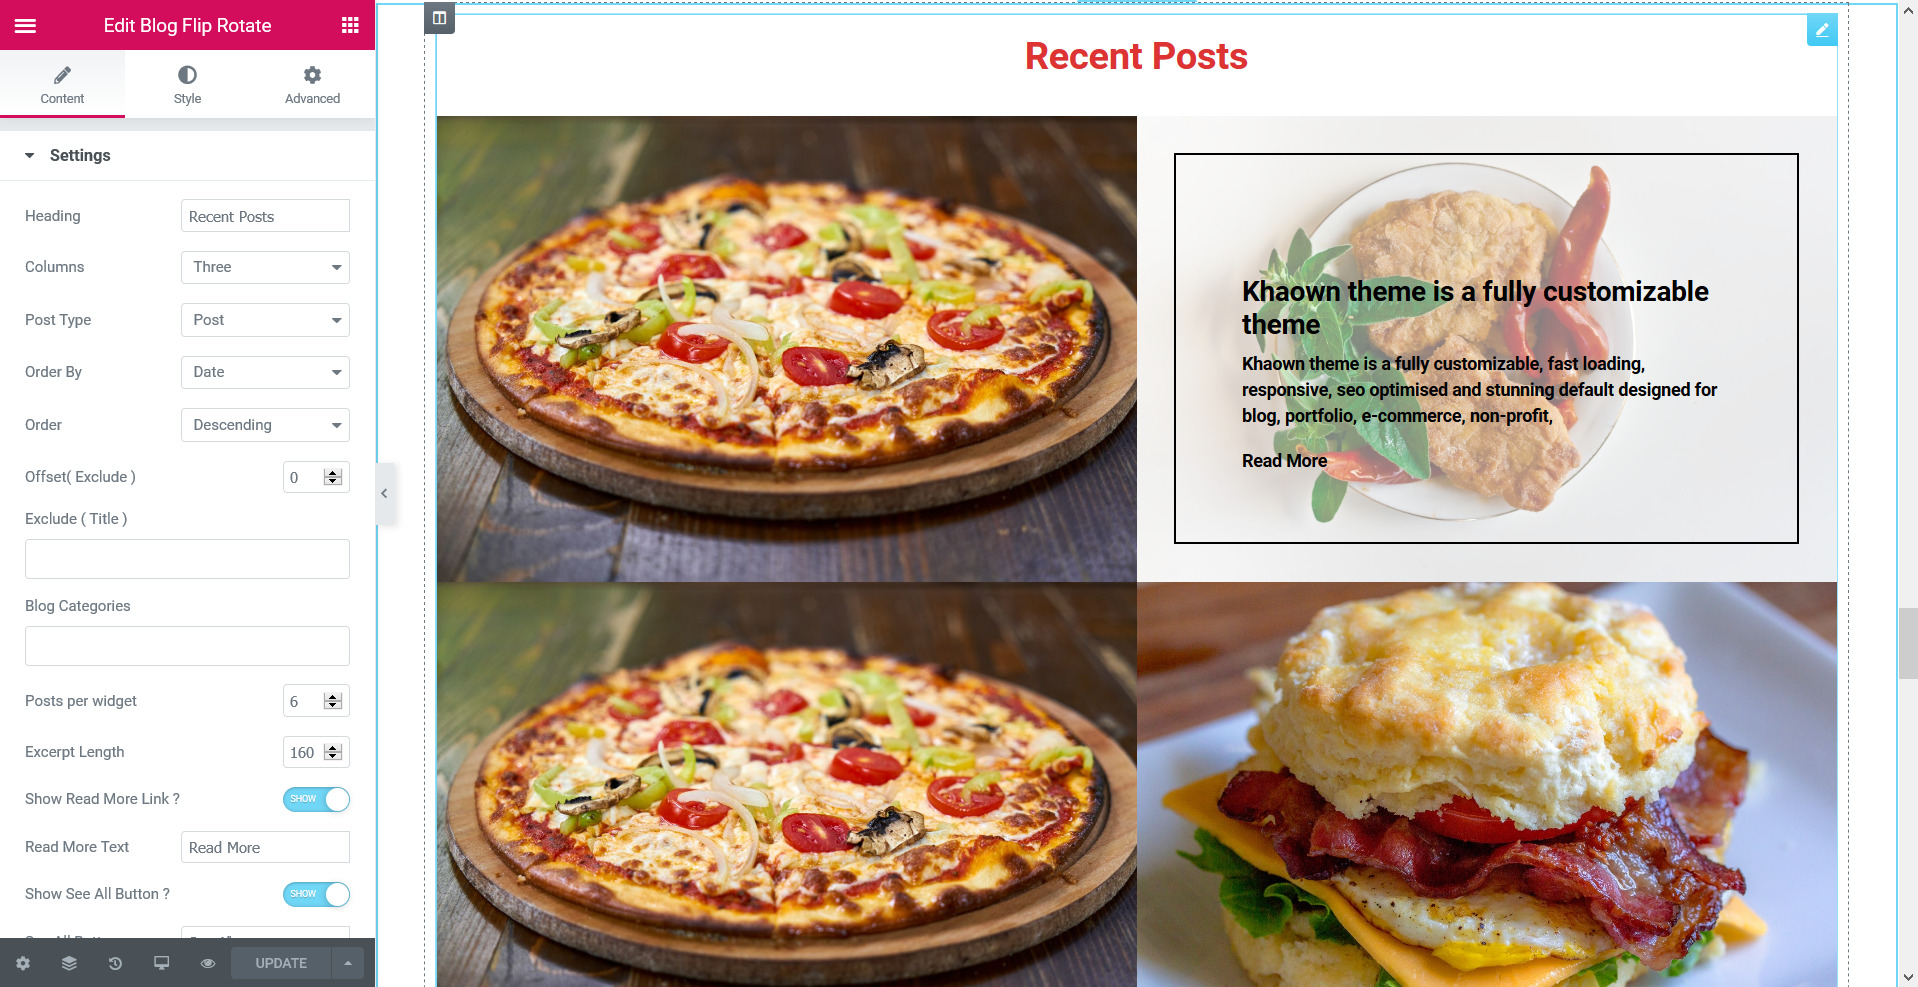 Edit Blog Flip Rotate
Content
Style
Advanced
Settings
Heading
Recent Posts
Columns
Three
Post Type
Post
Order By
Date
Order
Descending
Offset( Exclude )
0
Exclude ( Title )
Blog Categories
Posts per widget
6
Excerpt Length
160
Show Read More Link ?
SHOW
Read More Text
Read More
Show See All Button ?
SHOW
UPDATE
Recent Posts
Khaown theme is a fully customizable
theme
Khaown theme is a fully customizable, fast loading,
responsive, seo optimised and stunning default designed for
blog, portfolio, e-commerce, non-profit,
Read More